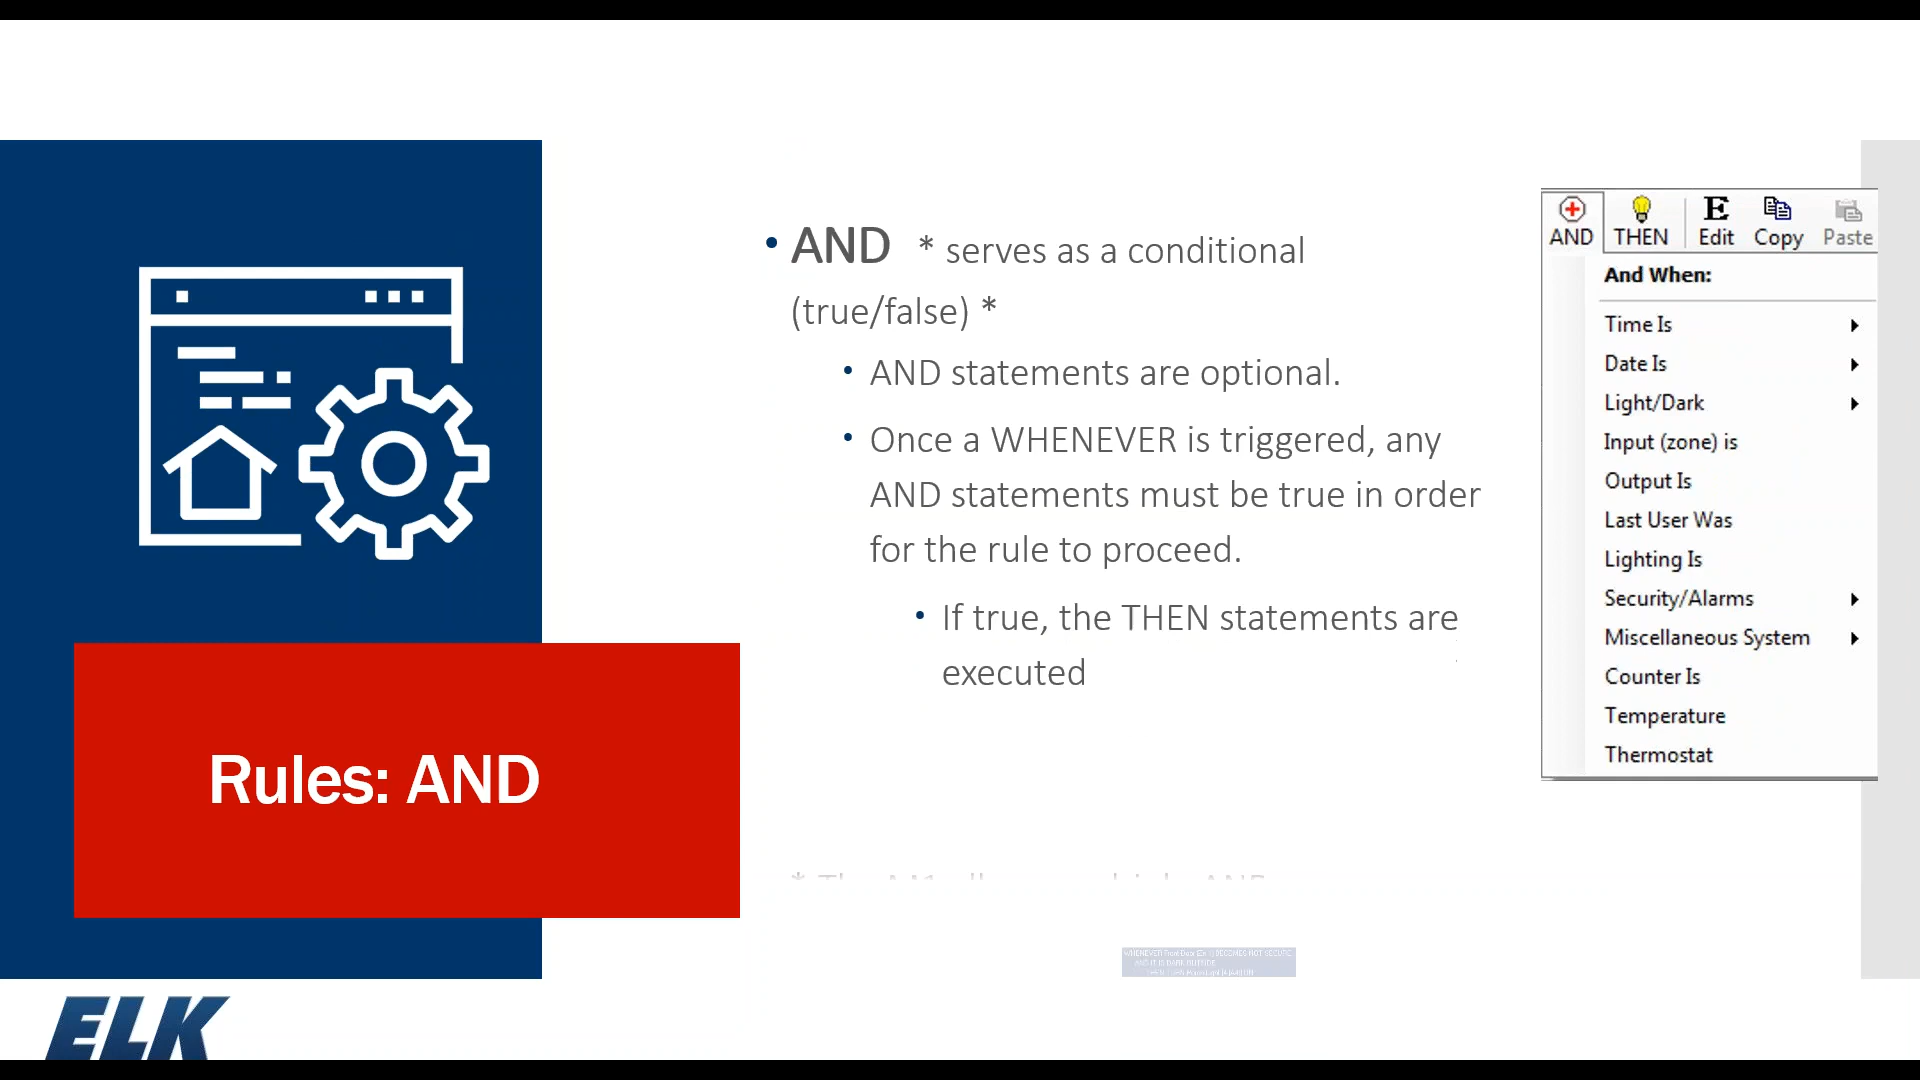 • AND * serves as a conditional
(true/false) *
• AND statements are optional.
• Once a WHENEVER is triggered, any
AND statements must be true in order
for the rule to proceed.
• If true, the THEN statements are
executed
Rules: AND
ELK
AND THEN Edit Copy Paste
And When:
Time Is
Date Is
Light/Dark
Input (zone) is
Output Is
Last User Was
Lighting Is
Security/Alarms
Miscellaneous System
Counter Is
Temperature
Thermostat